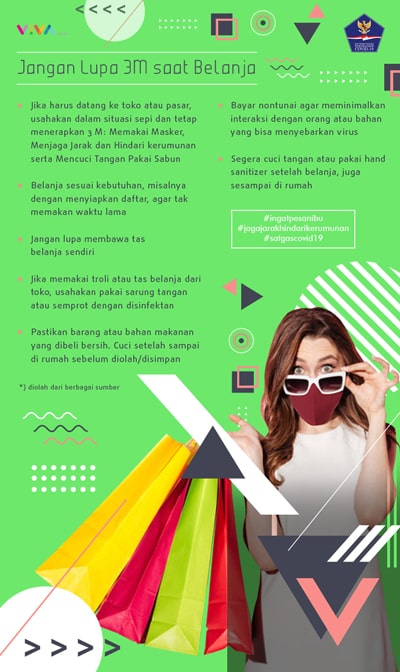 Jangan Lupa 3M saat Belanja
Jika harus datang ke toko atau pasar,
usahakan dalam situasi sepi dan tetap
menerapkan 3 M: Memakai Masker,
Menjaga Jarak dan Hindari kerumunan
serta Mencuci Tangan Pakai Sabun
Belanja sesuai kebutuhan, misalnya
dengan menyiapkan daftar, agar tak
memakan waktu lama
Jangan lupa membawa tas
belanja sendiri
Jika memakai troli atau tas belanja dari
toko, usahakan pakai sarung tangan
atau semprot dengan disinfektan
Pastikan barang atau bahan makanan
yang dibeli bersih. Cuci setelah sampai
di rumah sebelum diolah/disimpan
*) diolah dari berbagai sumber
Bayar nontunai agar meminimalkan
interaksi dengan orang atau bahan
yang bisa menyebarkan virus
Segera cuci tangan atau pakai hand
sanitizer setelah belanja, juga
sesampai di rumah
#ingatpesanibu
#jagajarakhindarikerumunan
#satgascovid19